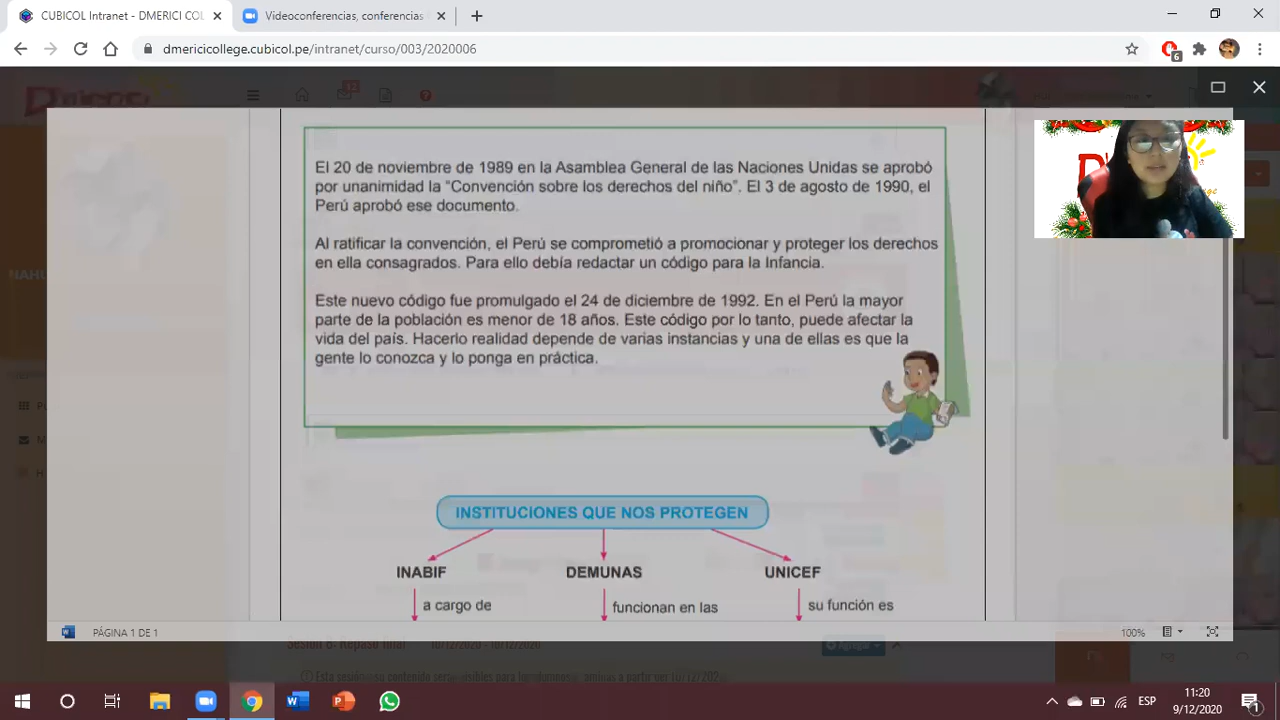 CUBICOL Intranet - DMERICI COL
Videoconferencias, conferencias
dmericicollege.cubicol.pe/intranet/curso/003/2020006
6
El 20 de noviembre de 1989 en la Asamblea General de las Naciones Unidas se aprobó
por unanimidad la "Convención sobre los derechos del niño". El 3 de agosto de 1990, el
Perú aprobó ese documento.
Al ratificar la convención, el Perú se comprometió a promocionar y proteger los derechos
en ella consagrados. Para ello debía redactar un código para la Infancia.
Este nuevo código fue promulgado el 24 de diciembre de 1992. En el Perú la mayor
parte de la población es menor de 18 años. Este código por lo tanto, puede afectar la
vida del país. Hacerlo realidad depende de varias instancias y una de ellas es que la
gente lo conozca y lo ponga en práctica.
INSTITUCIONES QUE NOS PROTEGEN
INABIF DEMUNAS UNICEF
a cargo de funcionan en las su función es
PÁGINA 1 DE 1
100%
Sesión 8: Repaso final
Agregar
ESP
11:20
9/12/2020
1